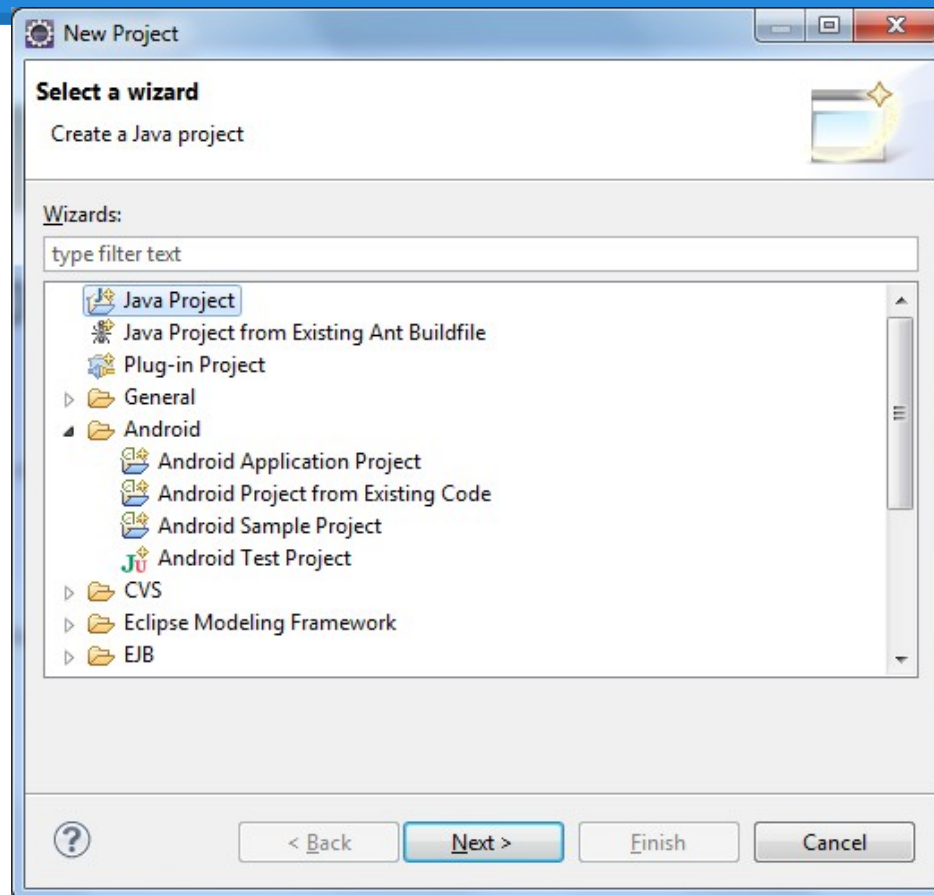 New Project
Select a wizard
Create a Java project
Wizards:
type filter text
Java Project
Java Project from Existing Ant Buildfile
Plug-in Project
General
Android
Android Application Project
Android Project from Existing Code
Android Sample Project
Android Test Project
CVS
Eclipse Modeling Framework
EJB
< Back Next > Finish Cancel